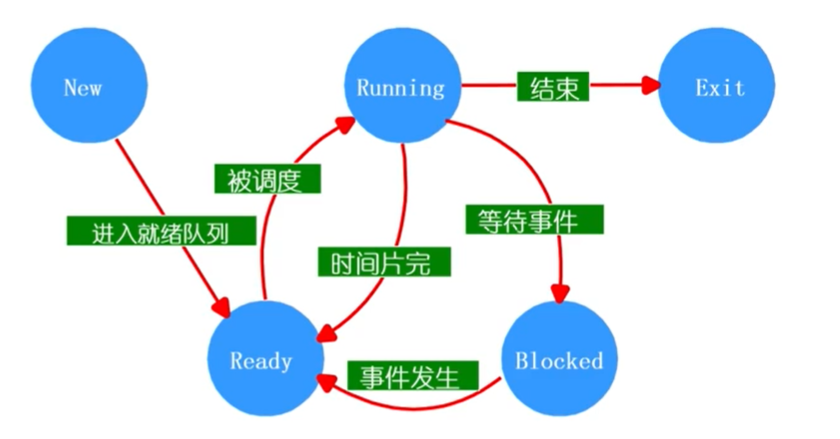 New
Running
结束
Exit
被调度
进入就绪队列
等待事件
时间片完
Ready
Blocked
事件发生